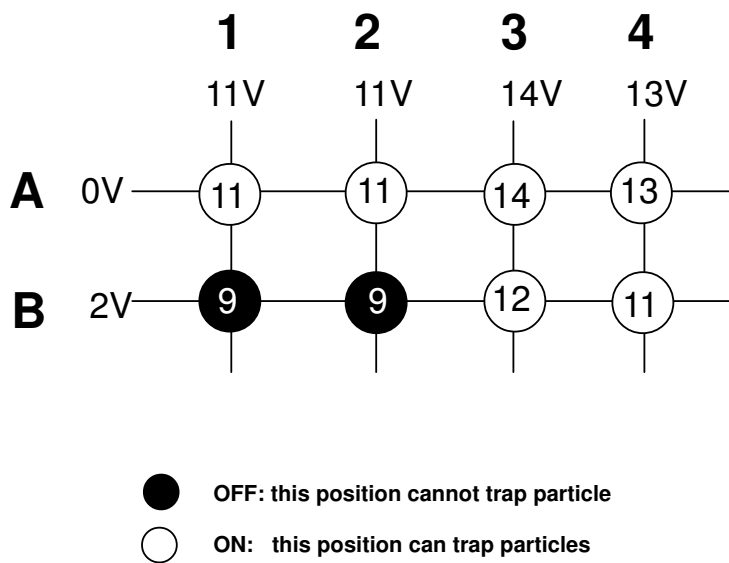 1 2 3 4
11V 11V 14V 13V
A 0V 11 11 14 13
B 2V 9 9 12 11
OFF: this position cannot trap particle
ON: this position can trap particles